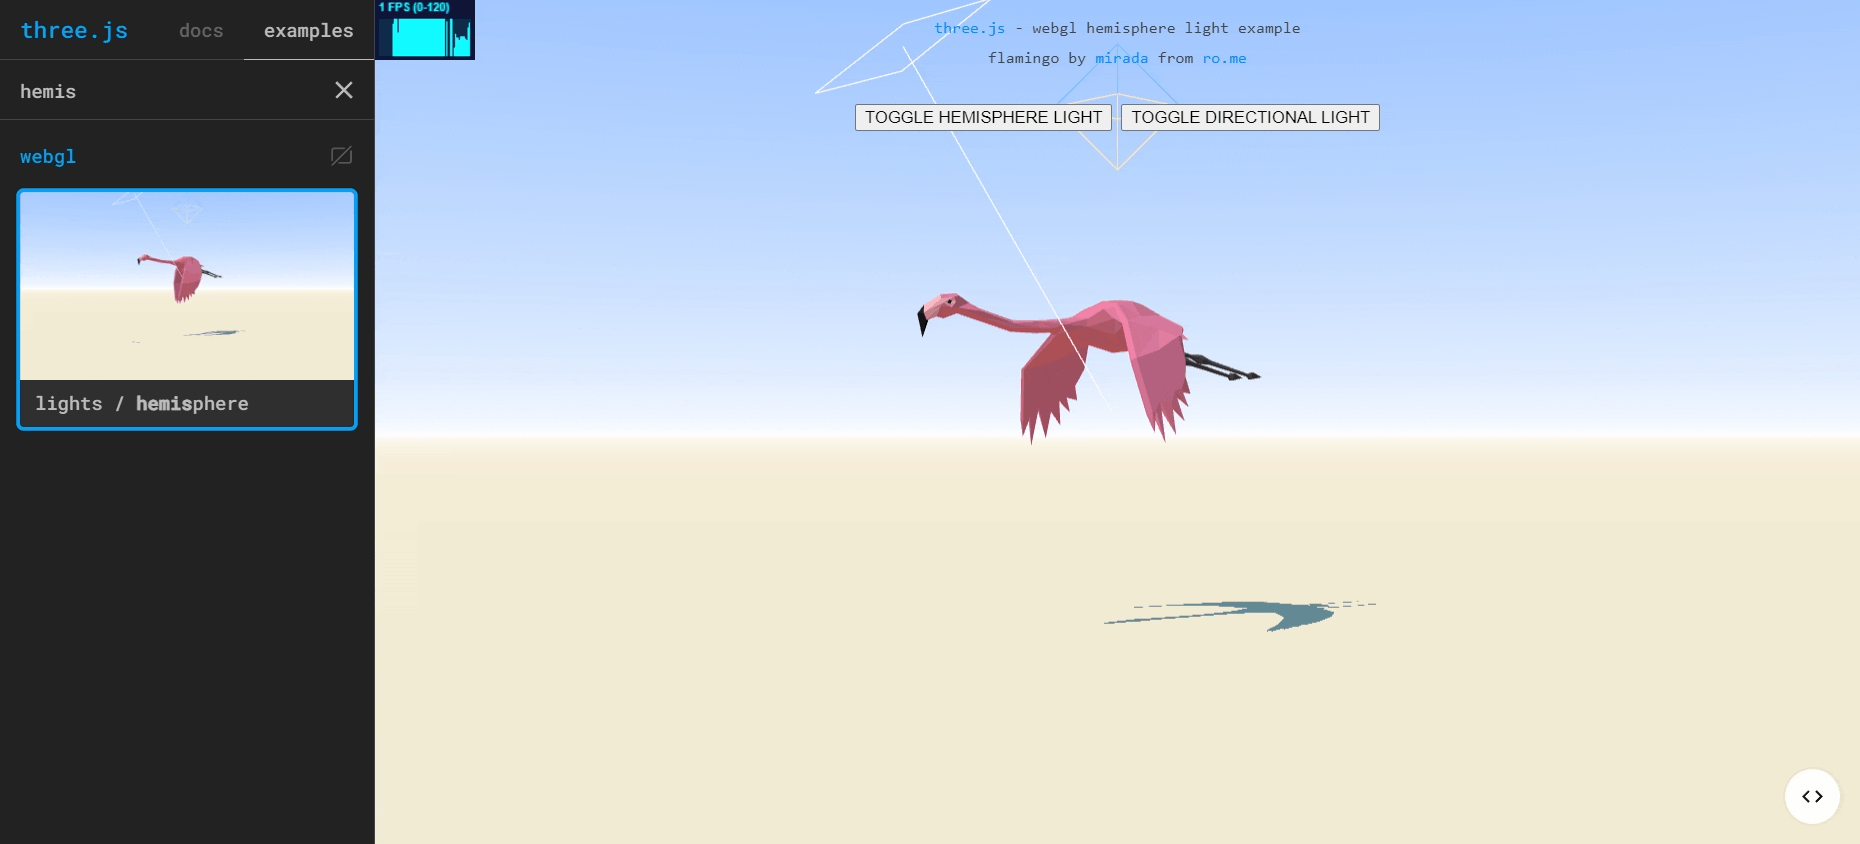 three.js docs examples
hemis
webgl
lights / hemisphere
1 FPS (0-120)
three.js - webgl hemisphere light example
flamingo by mirada from ro.me
TOGGLE HEMISPHERE LIGHT TOGGLE DIRECTIONAL LIGHT